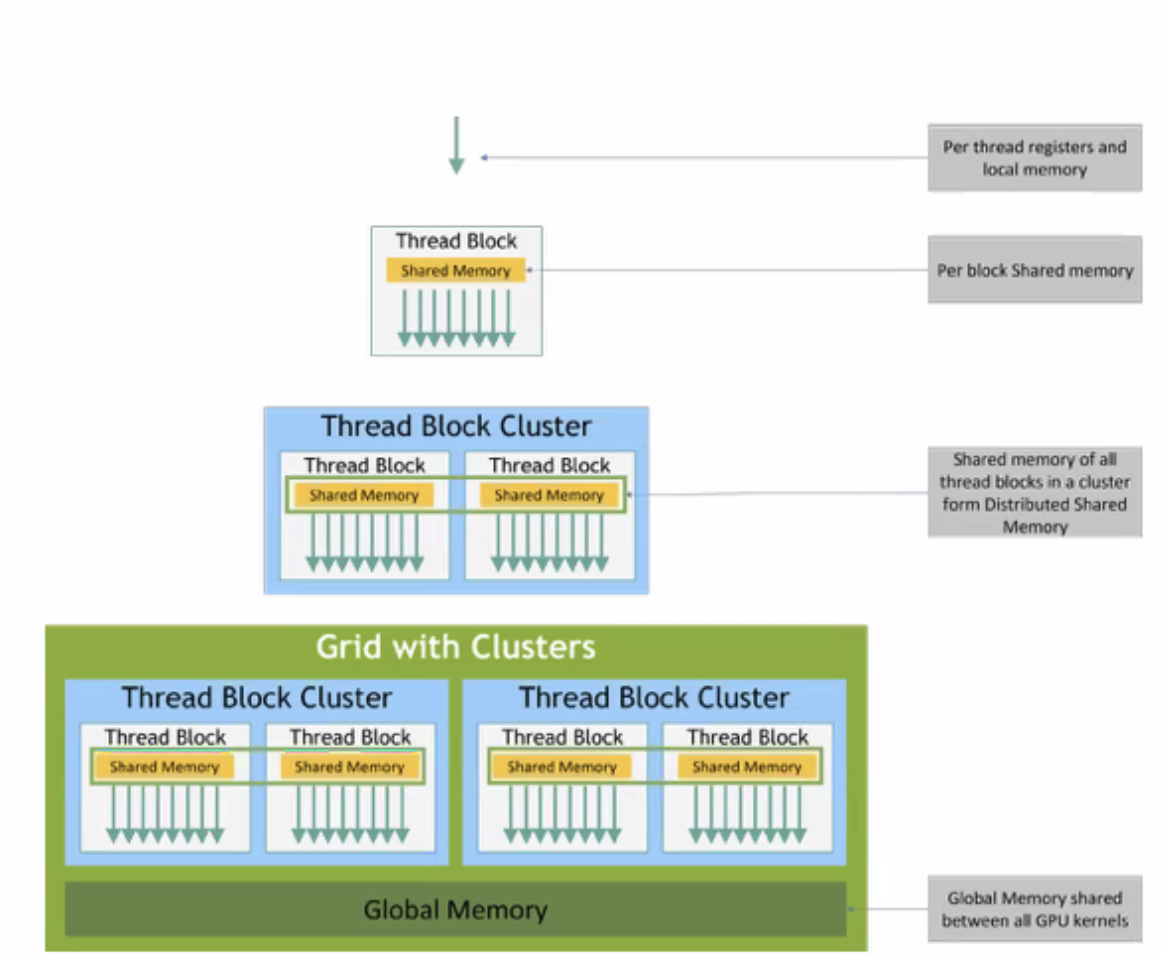 Per thread registers and
local memory
Thread Block
Shared Memory
Per block Shared memory
Thread Block Cluster
Thread Block
Thread Block
Shared Memory
Shared Memory
Shared memory of all
thread blocks in a cluster
form Distributed Shared
Memory
Grid with Clusters
Thread Block Cluster
Thread Block Cluster
Thread Block
Thread Block
Thread Block
Thread Block
Shared Memory
Shared Memory
Shared Memory
Shared Memory
Global Memory
Global Memory shared
between all GPU kernels